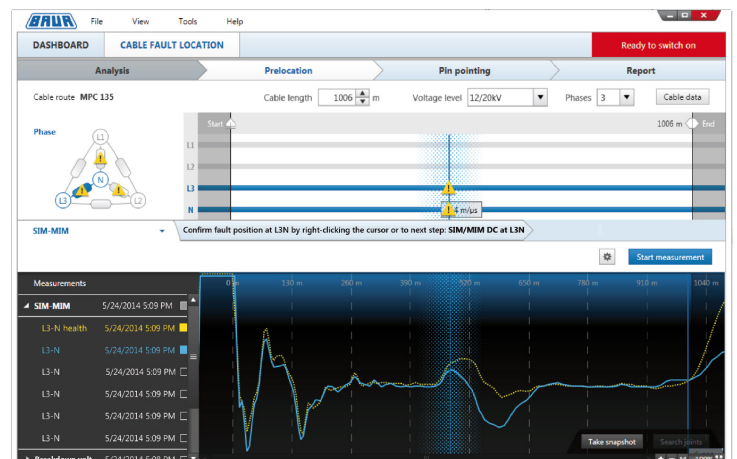 BAUR File View Tools Help
DASHBOARD CABLE FAULT LOCATION Ready to switch on
Analysis Prelocation Pin pointing Report
Cable route MPC 135 Cable length 1006 m Voltage level 12/20kV Phases 3 Cable data
Phase
Start 1006 m End
L1
L1
L2
N
L3
L3 L2
N 4 m/µs
SIM-MIM Confirm fault position at L3N by right-clicking the cursor or to next step: SIM/MIM DC at L3N
Start measurement
Measurements 0 m 130 m 260 m 390 m 520 m 650 m 780 m 910 m 1040 m
SIM-MIM 5/24/2014 5:09 PM
L3-N health 5/24/2014 5:09 PM
L3-N 5/24/2014 5:09 PM
L3-N 5/24/2014 5:09 PM
L3-N 5/24/2014 5:09 PM
L3-N 5/24/2014 5:09 PM
L3-N 5/24/2014 5:09 PM
Take snapshot Search joints